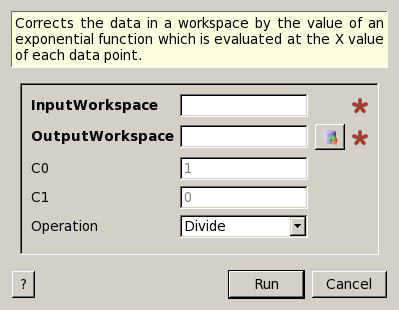 Corrects the data in a workspace by the value of an
exponential function which is evaluated at the X value
of each data point.
InputWorkspace
OutputWorkspace
C0 1
C1 0
Operation Divide
? Run Cancel